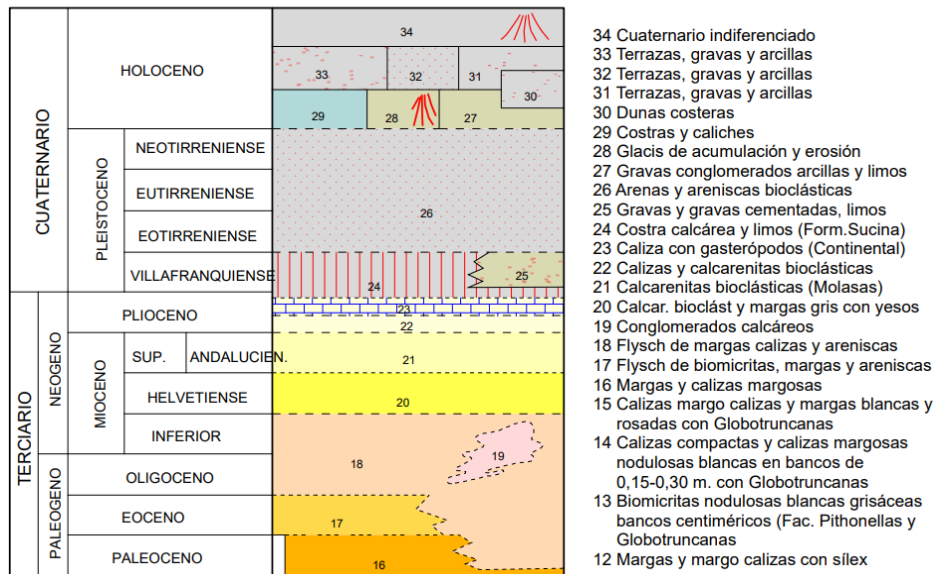 CUATERNARIO
HOLOCENO
PLEISTOCENO
NEOTIRRENIENSE
EUTIRRENIENSE
EOTIRRENIENSE
VILLAFRANQUIENSE
TERCIARIO
NEOGENO
PLIOCENO
MIOCENO
SUP.
ANDALUCIEN.
HELVETIENSE
INFERIOR
PALEOGENO
OLIGOCENO
EOCENO
PALEOCENO
34
33
32
31
30
29
28
27
26
25
24
23
22
21
20
19
18
17
16
34 Cuaternario indiferenciado
33 Terrazas, gravas y arcillas
32 Terrazas, gravas y arcillas
31 Terrazas, gravas y arcillas
30 Dunas costeras
29 Costras y caliches
28 Glacis de acumulación y erosión
27 Gravas conglomerados arcillas y limos
26 Arenas y areniscas bioclásticas
25 Gravas y gravas cementadas, limos
24 Costra calcárea y limos (Form.Sucina)
23 Caliza con gasterópodos (Continental)
22 Calizas y calcarenitas bioclásticas
21 Calcarenitas bioclásticas (Molasas)
20 Calcar. bioclást y margas gris con yesos
19 Conglomerados calcáreos
18 Flysch de margas calizas y areniscas
17 Flysch de biomicritas, margas y areniscas
16 Margas y calizas margosas
15 Calizas margo calizas y margas blancas y
rosadas con Globotruncanas
14 Calizas compactas y calizas margosas
nodulosas blancas en bancos de
0,15-0,30 m. con Globotruncanas
13 Biomicritas nodulosas blancas grisáceas
bancos centiméricos (Fac. Pithonellas y
Globotruncanas
12 Margas y margo calizas con sílex